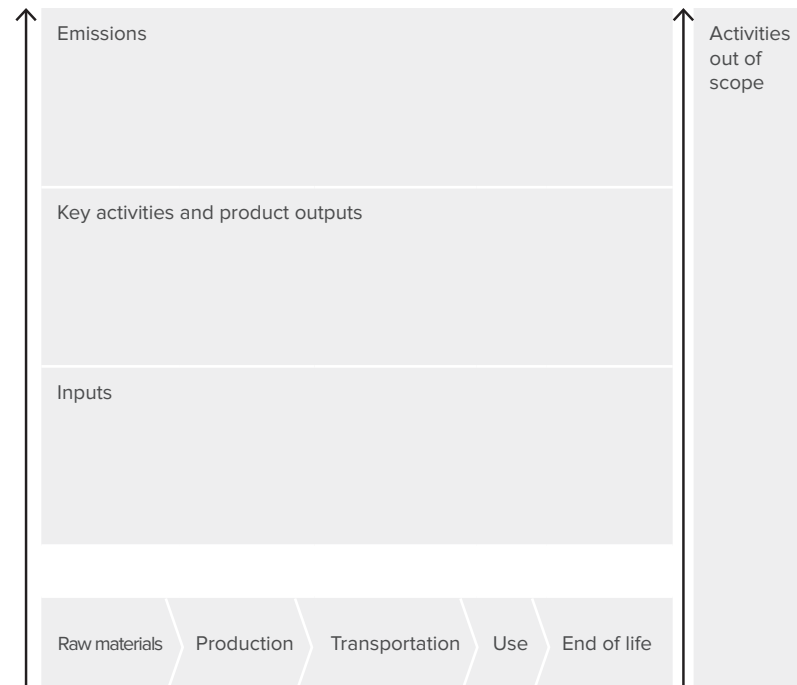 Emissions
Activities
out of
scope
Key activities and product outputs
Inputs
Raw materials
Production
Transportation
Use
End of life